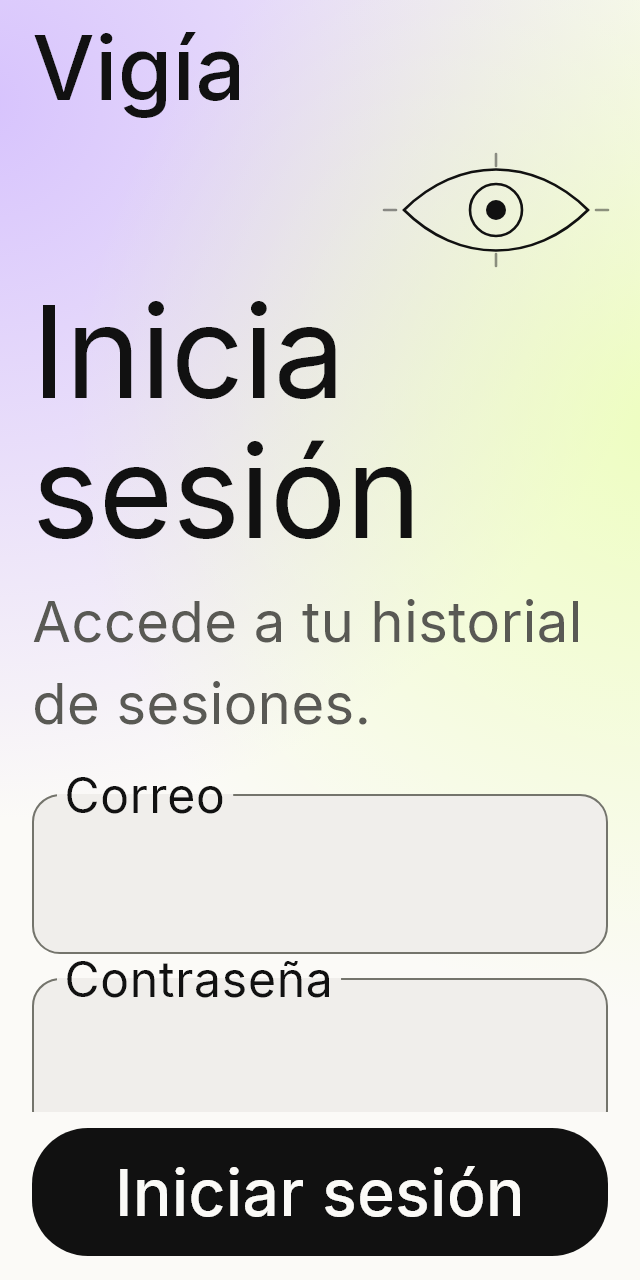 Vigía
Inicia
sesión
Accede a tu historial
de sesiones.
Correo
Contraseña
Iniciar sesión